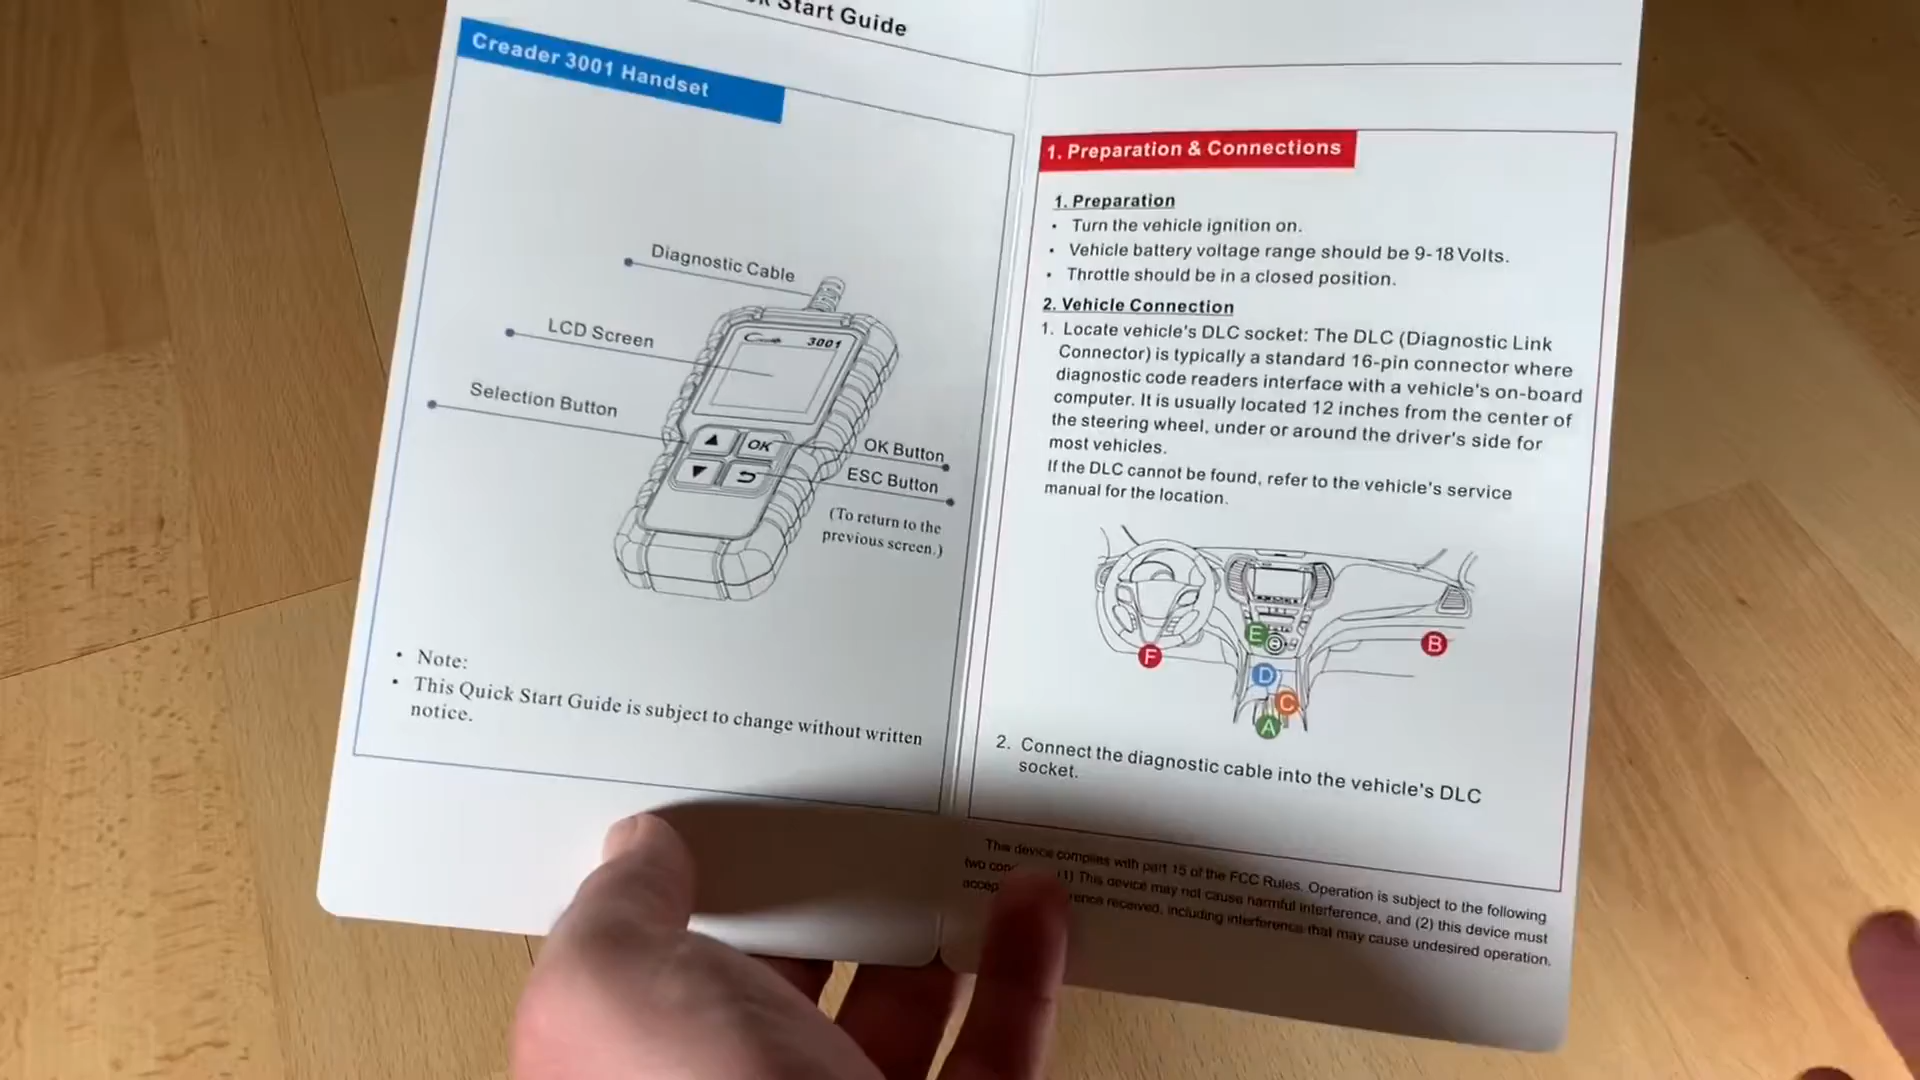 Start Guide
Creader 3001 Handset
Diagnostic Cable
LCD Screen
3001
Selection Button
OK
OK Button
ESC Button
(To return to the
previous screen.)
• Note:
• This Quick Start Guide is subject to change without written
notice.
1. Preparation & Connections
1. Preparation
• Turn the vehicle ignition on.
• Vehicle battery voltage range should be 9-18 Volts.
• Throttle should be in a closed position.
2. Vehicle Connection
1. Locate vehicle's DLC socket: The DLC (Diagnostic Link
Connector) is typically a standard 16-pin connector where
diagnostic code readers interface with a vehicle's on-board
computer. It is usually located 12 inches from the center of
the steering wheel, under or around the driver's side for
most vehicles.
If the DLC cannot be found, refer to the vehicle's service
manual for the location.
E
B
F
D
C
A
2. Connect the diagnostic cable into the vehicle's DLC
socket.
This device complies with part 15 of the FCC Rules. Operation is subject to the following
two (1) This device may not cause harmful interference, and (2) this device must
received, including interference that may cause undesired operation.